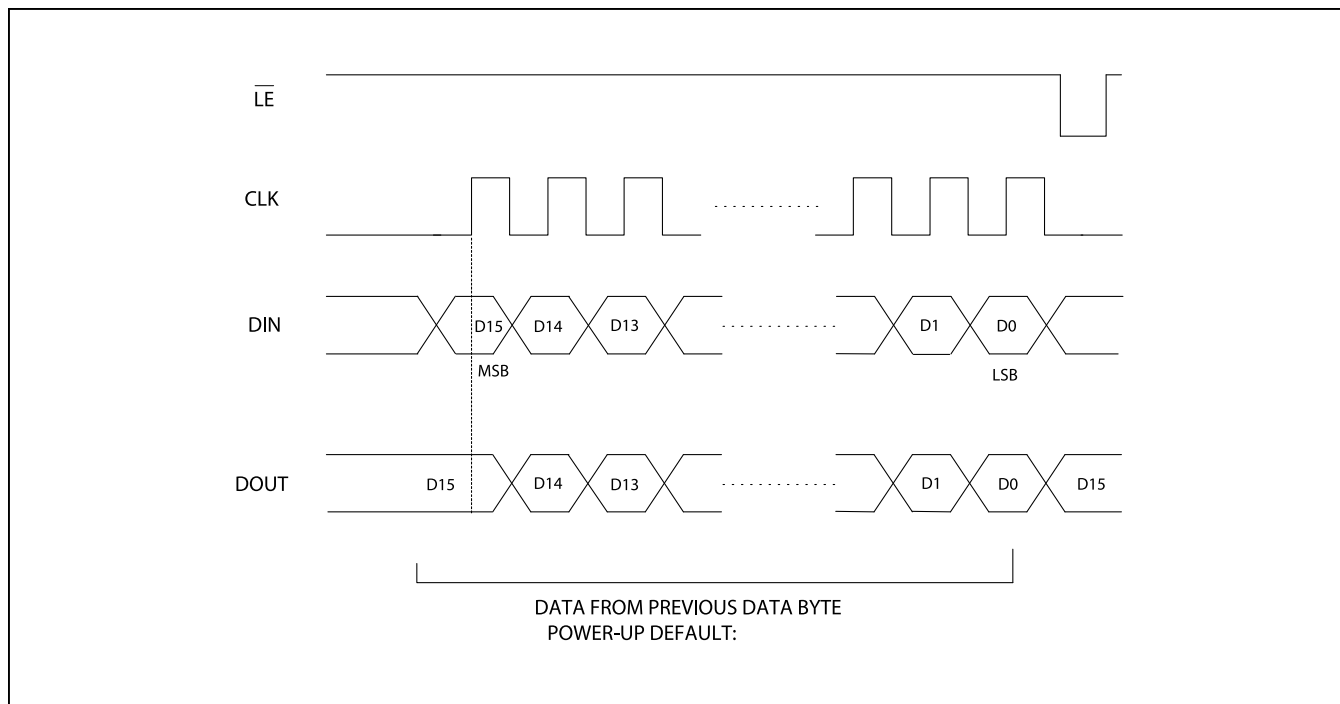 L̅E̅
CLK
DIN
D15 D14 D13 D1 D0
MSB LSB
DOUT
D15 D14 D13 D1 D0 D15
DATA FROM PREVIOUS DATA BYTE
POWER-UP DEFAULT: